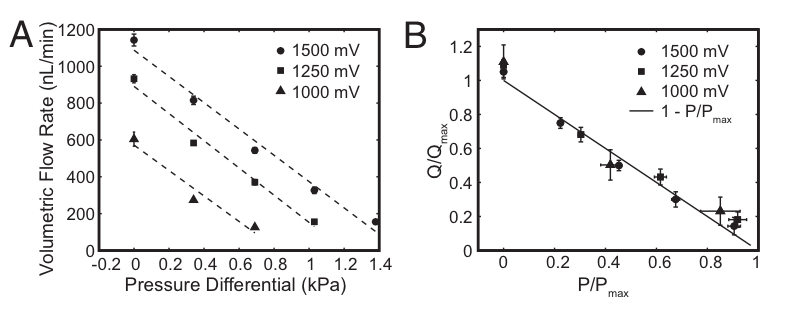 A
Volumetric Flow Rate (nL/min)
1200
1000
800
600
400
200
0
1500 mV
1250 mV
1000 mV
-0.2 0 0.2 0.4 0.6 0.8 1 1.2 1.4
Pressure Differential (kPa)
B
Q/Qmax
1.2
1
0.8
0.6
0.4
0.2
0
1500 mV
1250 mV
1000 mV
1 - P/Pmax
0 0.2 0.4 0.6 0.8 1
P/Pmax